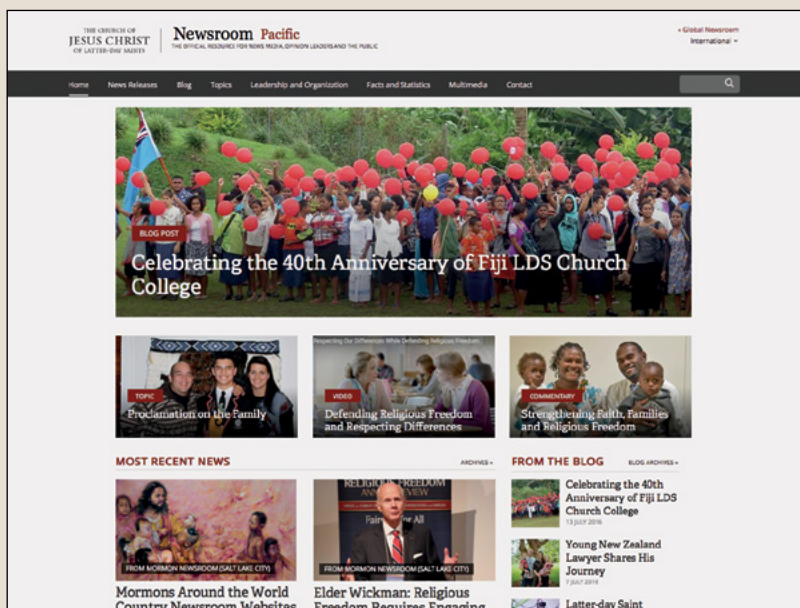 THE CHURCH OF
JESUS CHRIST
OF LATTER-DAY SAINTS
Newsroom Pacific
THE OFFICIAL RESOURCE FOR NEWS MEDIA, OPINION LEADERS AND THE PUBLIC
« Global Newsroom
International
Home News Releases Blog Topics Leadership and Organization Facts and Statistics Multimedia Contact
BLOG POST
Celebrating the 40th Anniversary of Fiji LDS Church
College
TOPIC
Proclamation on the Family
Respecting Our Differences While Defending Religious Freedom
VIDEO
Defending Religious Freedom
and Respecting Differences
COMMENTARY
Strengthening Faith, Families
and Religious Freedom
MOST RECENT NEWS
ARCHIVES »
RELIGIOUS FREEDOM
FROM MORMON NEWSROOM (SALT LAKE CITY)
Mormons Around the World
Country Newsroom Websites
FROM MORMON NEWSROOM (SALT LAKE CITY)
Elder Wickman: Religious
Freedom Requires Engaging
FROM THE BLOG
BLOG ARCHIVES »
Celebrating the 40th
Anniversary of Fiji LDS
Church College
13 JULY 2016
Young New Zealand
Lawyer Shares His
Journey
7 JULY 2016
Latter-day Saint